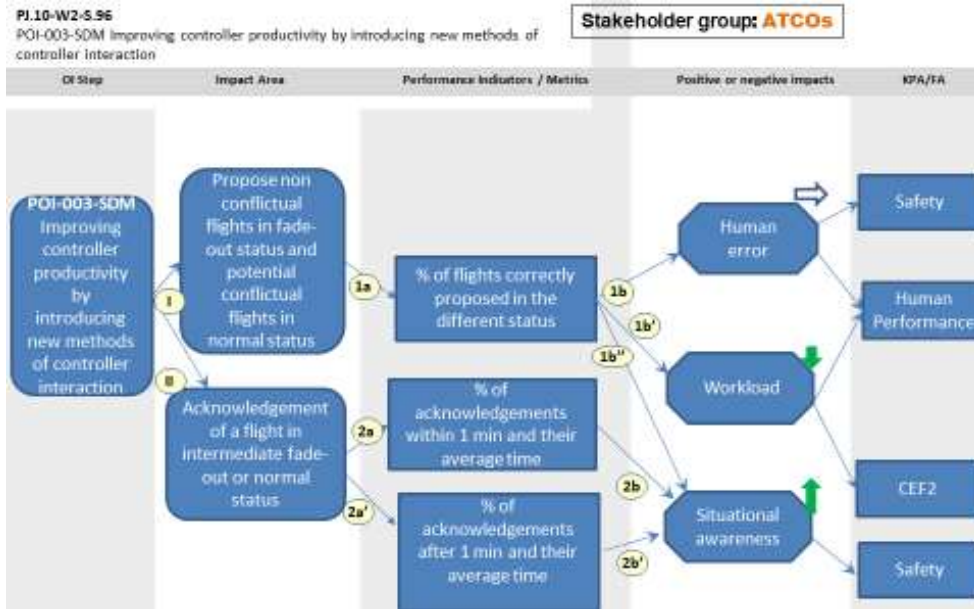 PJ.10-W2-S.96
POI-003-SDM Improving controller productivity by introducing new methods of
controller interaction
Stakeholder group: ATCOs
OI Step
Impact Area
Performance Indicators / Metrics
Positive or negative impacts
KPA/FA
POI-003-SDM
Improving
controller
productivity
by
introducing
new methods
of controller
interaction
I
II
Propose non
conflictual
flights in fade-
out status and
potential
conflictual
flights in
normal status
Acknowledgement
of a flight in
intermediate fade-
out or normal
status
1a
2a
2a'
% of flights correctly
proposed in the
different status
% of
acknowledgements
within 1 min and their
average time
% of
acknowledgements
after 1 min and their
average time
1b
1b'
1b''
2b
2b'
Human
error
Workload
Situational
awareness
Safety
Human
Performance
CEF2
Safety